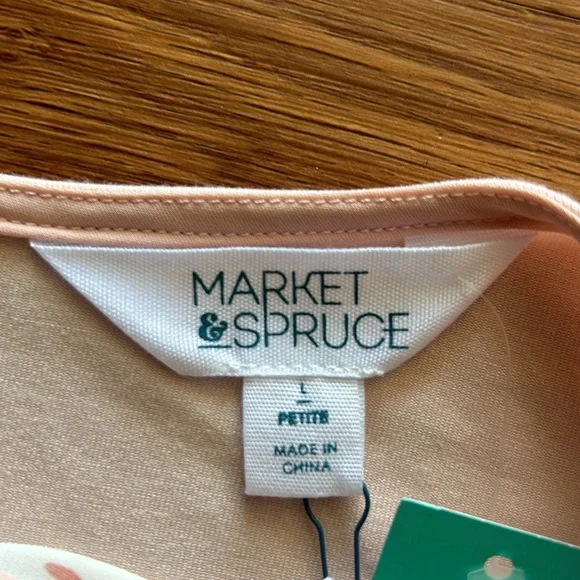 MARKET
&SPRUCE
L
PETITE
MADE IN
CHINA